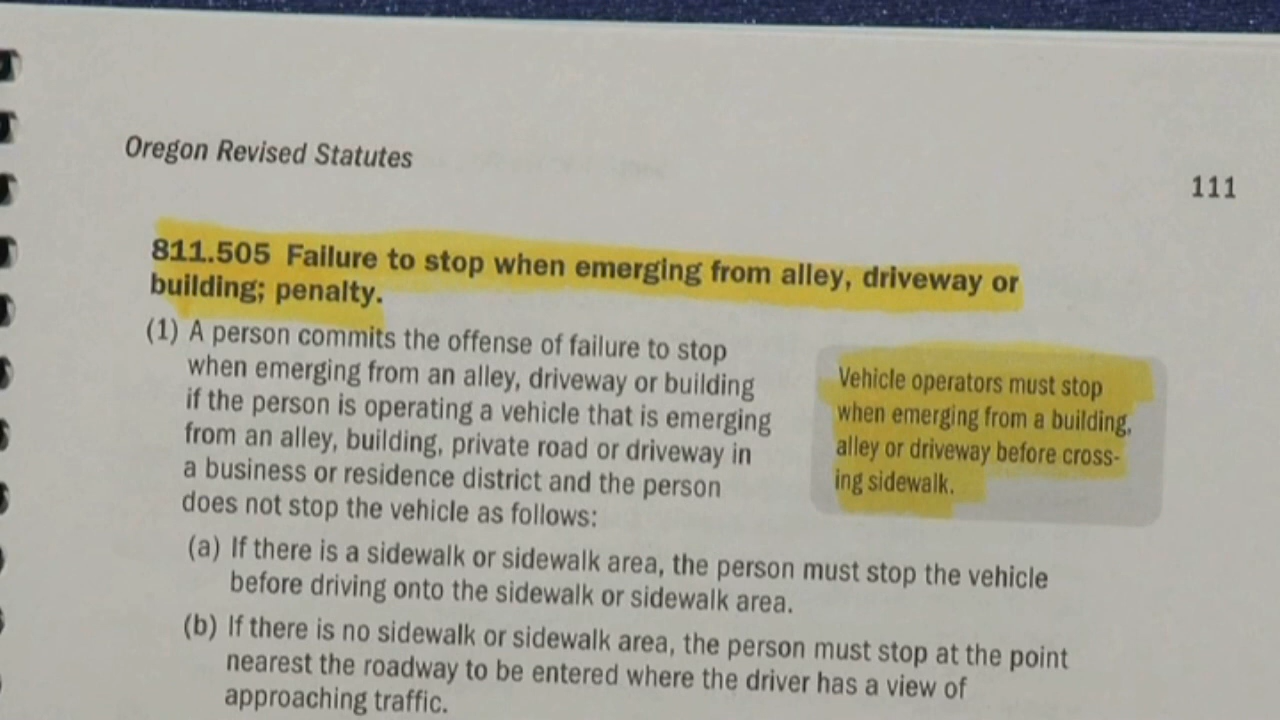 Oregon Revised Statutes
111
811.505 Failure to stop when emerging from alley, driveway or
building; penalty.
(1) A person commits the offense of failure to stop
when emerging from an alley, driveway or building
if the person is operating a vehicle that is emerging
from an alley, building, private road or driveway in
a business or residence district and the person
does not stop the vehicle as follows:
Vehicle operators must stop
when emerging from a building,
alley or driveway before cross-
ing sidewalk.
(a) If there is a sidewalk or sidewalk area, the person must stop the vehicle
before driving onto the sidewalk or sidewalk area.
(b) If there is no sidewalk or sidewalk area, the person must stop at the point
nearest the roadway to be entered where the driver has a view of
approaching traffic.